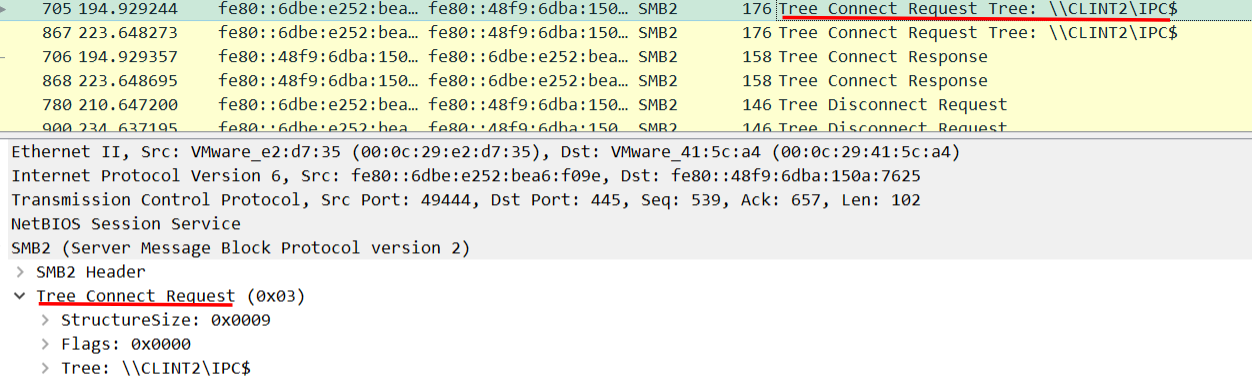 705 194.929244 fe80::6dbe:e252:bea… fe80::48f9:6dba:150… SMB2 176 Tree Connect Request Tree: \\CLINT2\IPC$
867 223.648273 fe80::6dbe:e252:bea… fe80::48f9:6dba:150… SMB2 176 Tree Connect Request Tree: \\CLINT2\IPC$
706 194.929357 fe80::48f9:6dba:150… fe80::6dbe:e252:bea… SMB2 158 Tree Connect Response
868 223.648695 fe80::48f9:6dba:150… fe80::6dbe:e252:bea… SMB2 158 Tree Connect Response
780 210.647200 fe80::6dbe:e252:bea… fe80::48f9:6dba:150… SMB2 146 Tree Disconnect Request
900 234.637195 fe80::6dbe:e252:bea… fe80::48f9:6dba:150… SMB2 146 Tree Disconnect Request
Ethernet II, Src: VMware_e2:d7:35 (00:0c:29:e2:d7:35), Dst: VMware_41:5c:a4 (00:0c:29:41:5c:a4)
Internet Protocol Version 6, Src: fe80::6dbe:e252:bea6:f09e, Dst: fe80::48f9:6dba:150a:7625
Transmission Control Protocol, Src Port: 49444, Dst Port: 445, Seq: 539, Ack: 657, Len: 102
NetBIOS Session Service
SMB2 (Server Message Block Protocol version 2)
SMB2 Header
Tree Connect Request (0x03)
StructureSize: 0x0009
Flags: 0x0000
Tree: \\CLINT2\IPC$